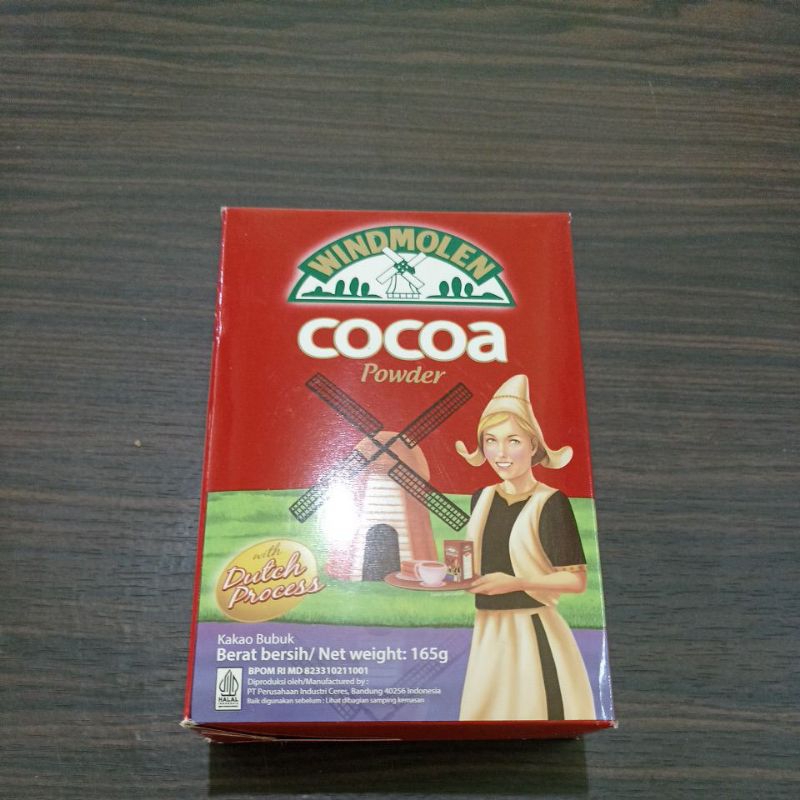 WINDMOLEN
cocoa
Powder
with
Dutch
Process
Kakao Bubuk
Berat bersih/ Net weight: 165g
BPOM RI MD 823310211001
Diproduksi oleh/Manufactured by :
PT Perusahaan Industri Ceres, Bandung 40256 Indonesia
Baik digunakan sebelum : Lihat dibagian samping kemasan
HALAL